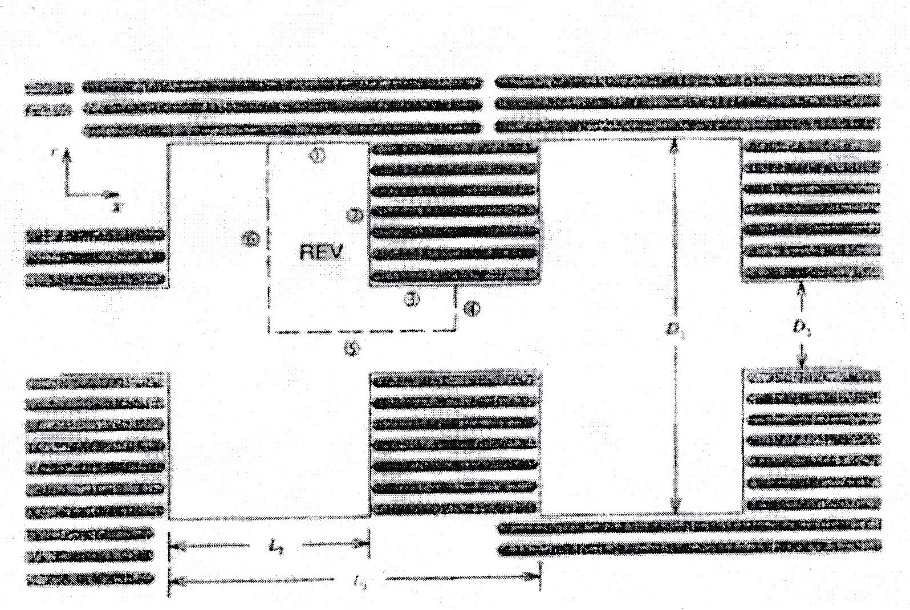 r
x
①
②
⑥
REV
③
④
⑤
D
D
L
L